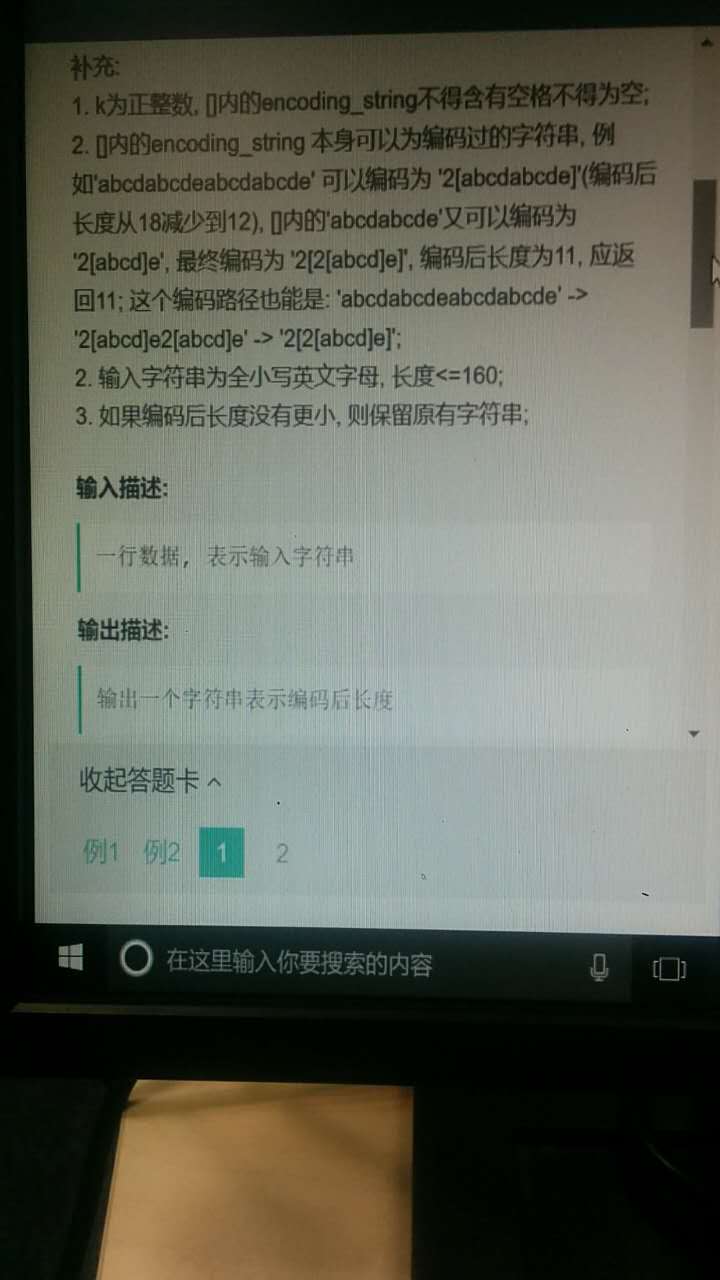 补充:
1. k为正整数, []内的encoding_string不得含有空格不得为空;
2. []内的encoding_string 本身可以为编码过的字符串, 例
如'abcdabcdeabcdabcde' 可以编码为 '2[abcdabcde]'(编码后
长度从18减少到12), []内的'abcdabcde'又可以编码为
'2[abcd]e', 最终编码为 '2[2[abcd]e]', 编码后长度为11, 应返
回11; 这个编码路径也能是: 'abcdabcdeabcdabcde' ->
'2[abcd]e2[abcd]e' -> '2[2[abcd]e]';
2. 输入字符串为全小写英文字母, 长度<=160;
3. 如果编码后长度没有更小, 则保留原有字符串;
输入描述:
一行数据, 表示输入字符串
输出描述:
输出一个字符串表示编码后长度
收起答题卡
例1 例2 1 2
在这里输入你要搜索的内容